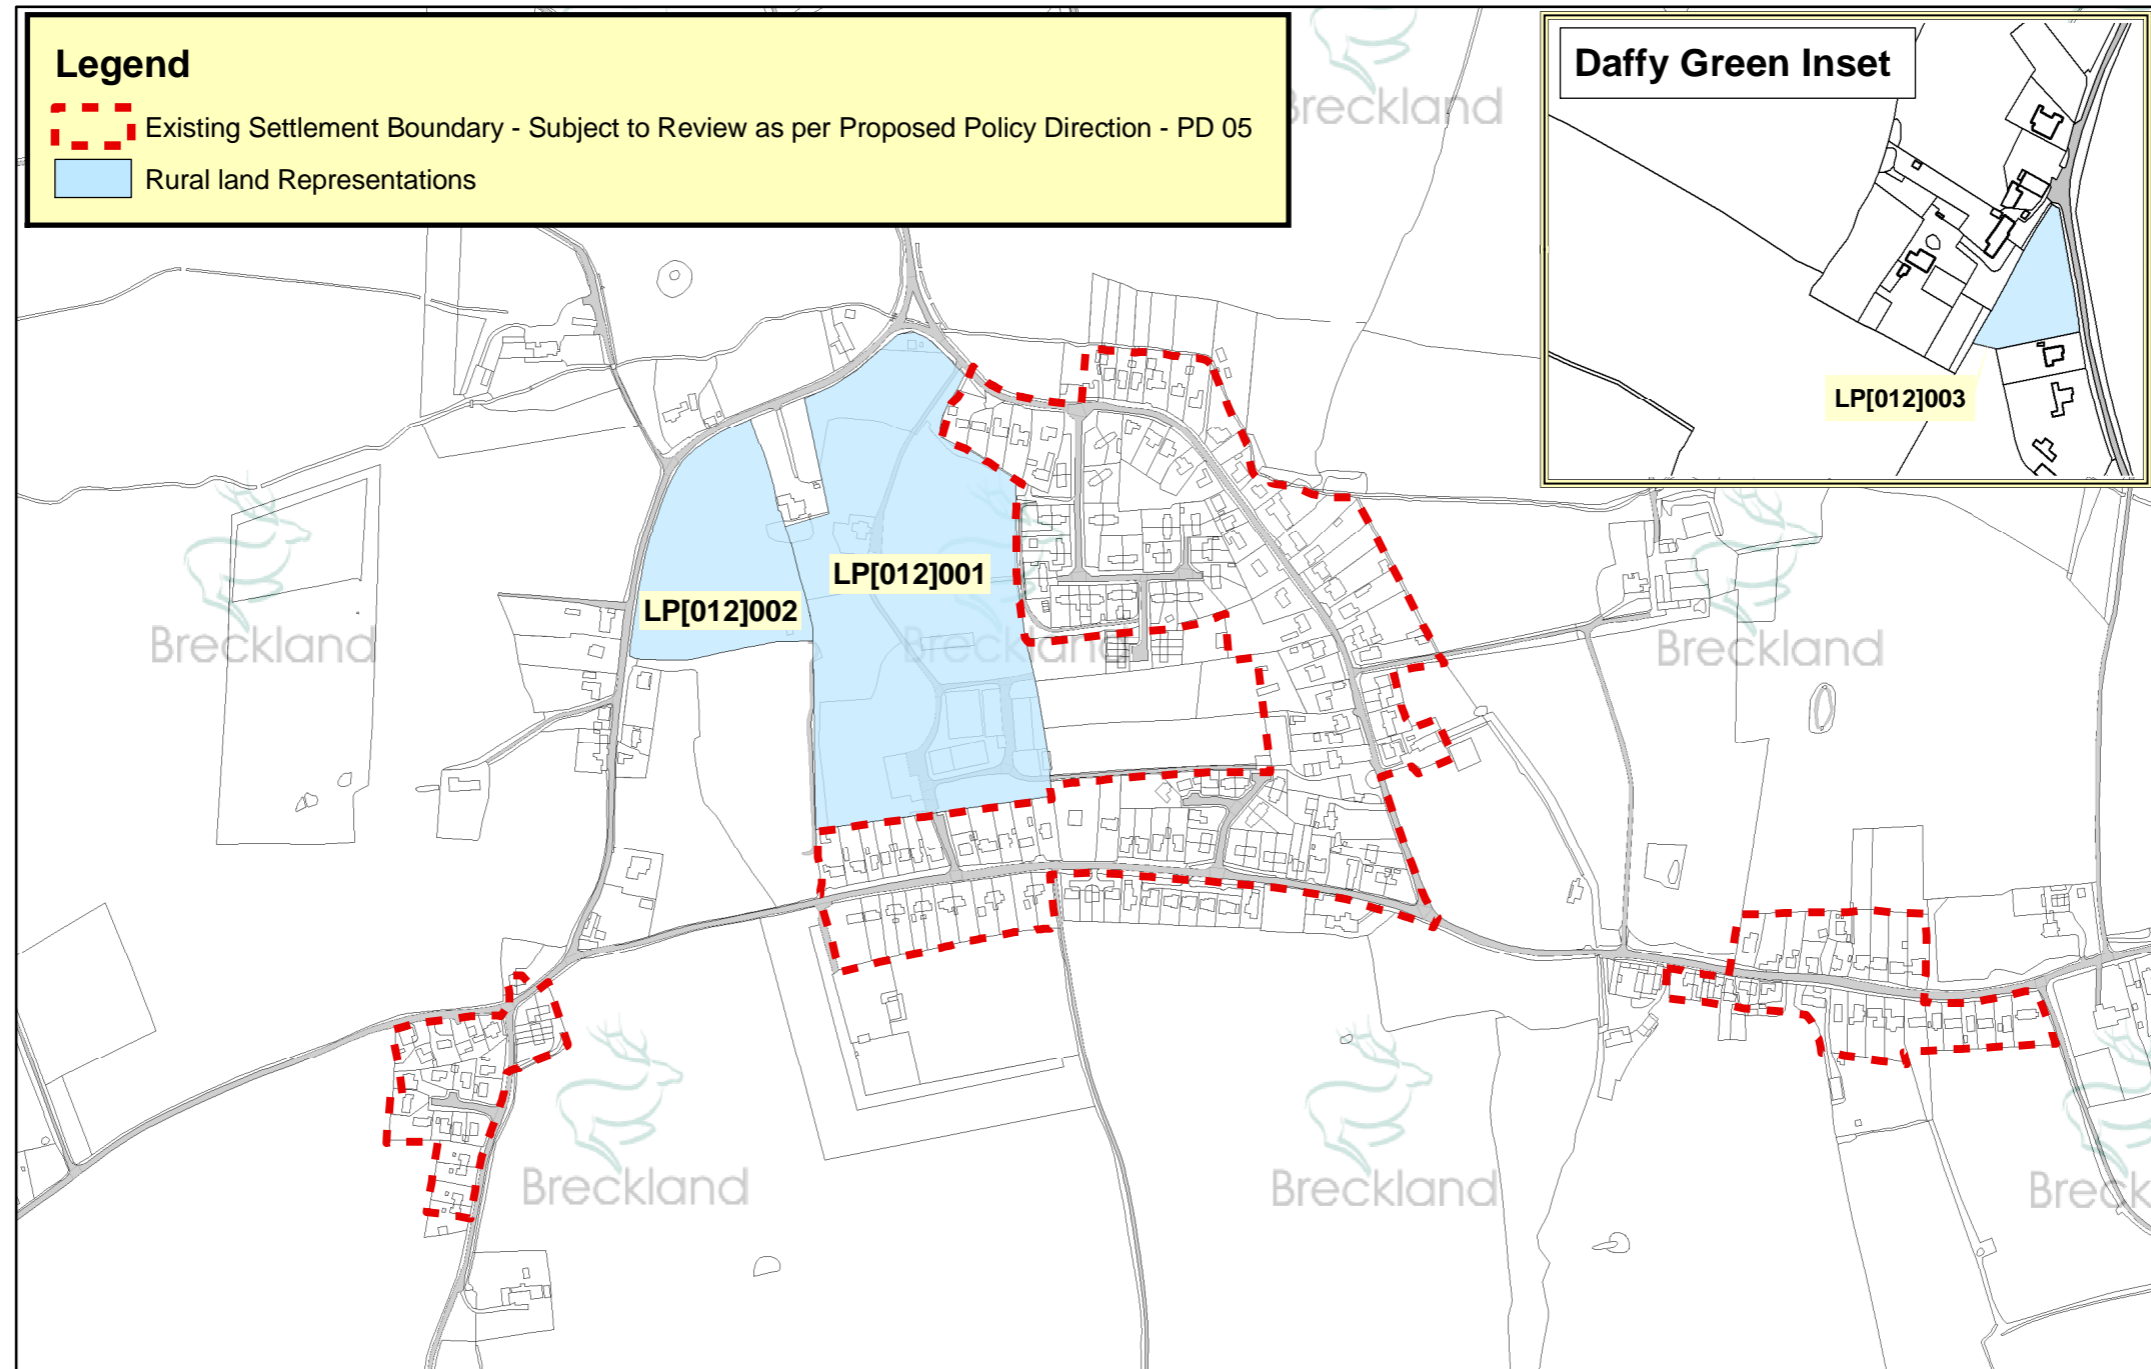 Legend
Existing Settlement Boundary - Subject to Review as per Proposed Policy Direction - PD 05
Rural land Representations
Daffy Green Inset
LP[012]003
Breckland
LP[012]001
LP[012]002
Breckland
Breckland
Breckland
Breckland
Breckland
Breck